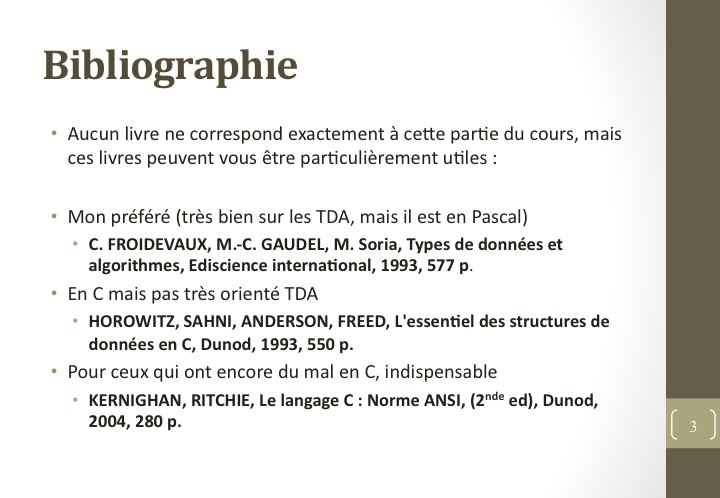 Bibliographie
• Aucun livre ne correspond exactement à cette partie du cours, mais
ces livres peuvent vous être particulièrement utiles :
• Mon préféré (très bien sur les TDA, mais il est en Pascal)
• C. FROIDEVAUX, M.-C. GAUDEL, M. Soria, Types de données et
algorithmes, Ediscience international, 1993, 577 p.
• En C mais pas très orienté TDA
• HOROWITZ, SAHNI, ANDERSON, FREED, L'essentiel des structures de
données en C, Dunod, 1993, 550 p.
• Pour ceux qui ont encore du mal en C, indispensable
• KERNIGHAN, RITCHIE, Le langage C : Norme ANSI, (2nde ed), Dunod,
2004, 280 p.
3